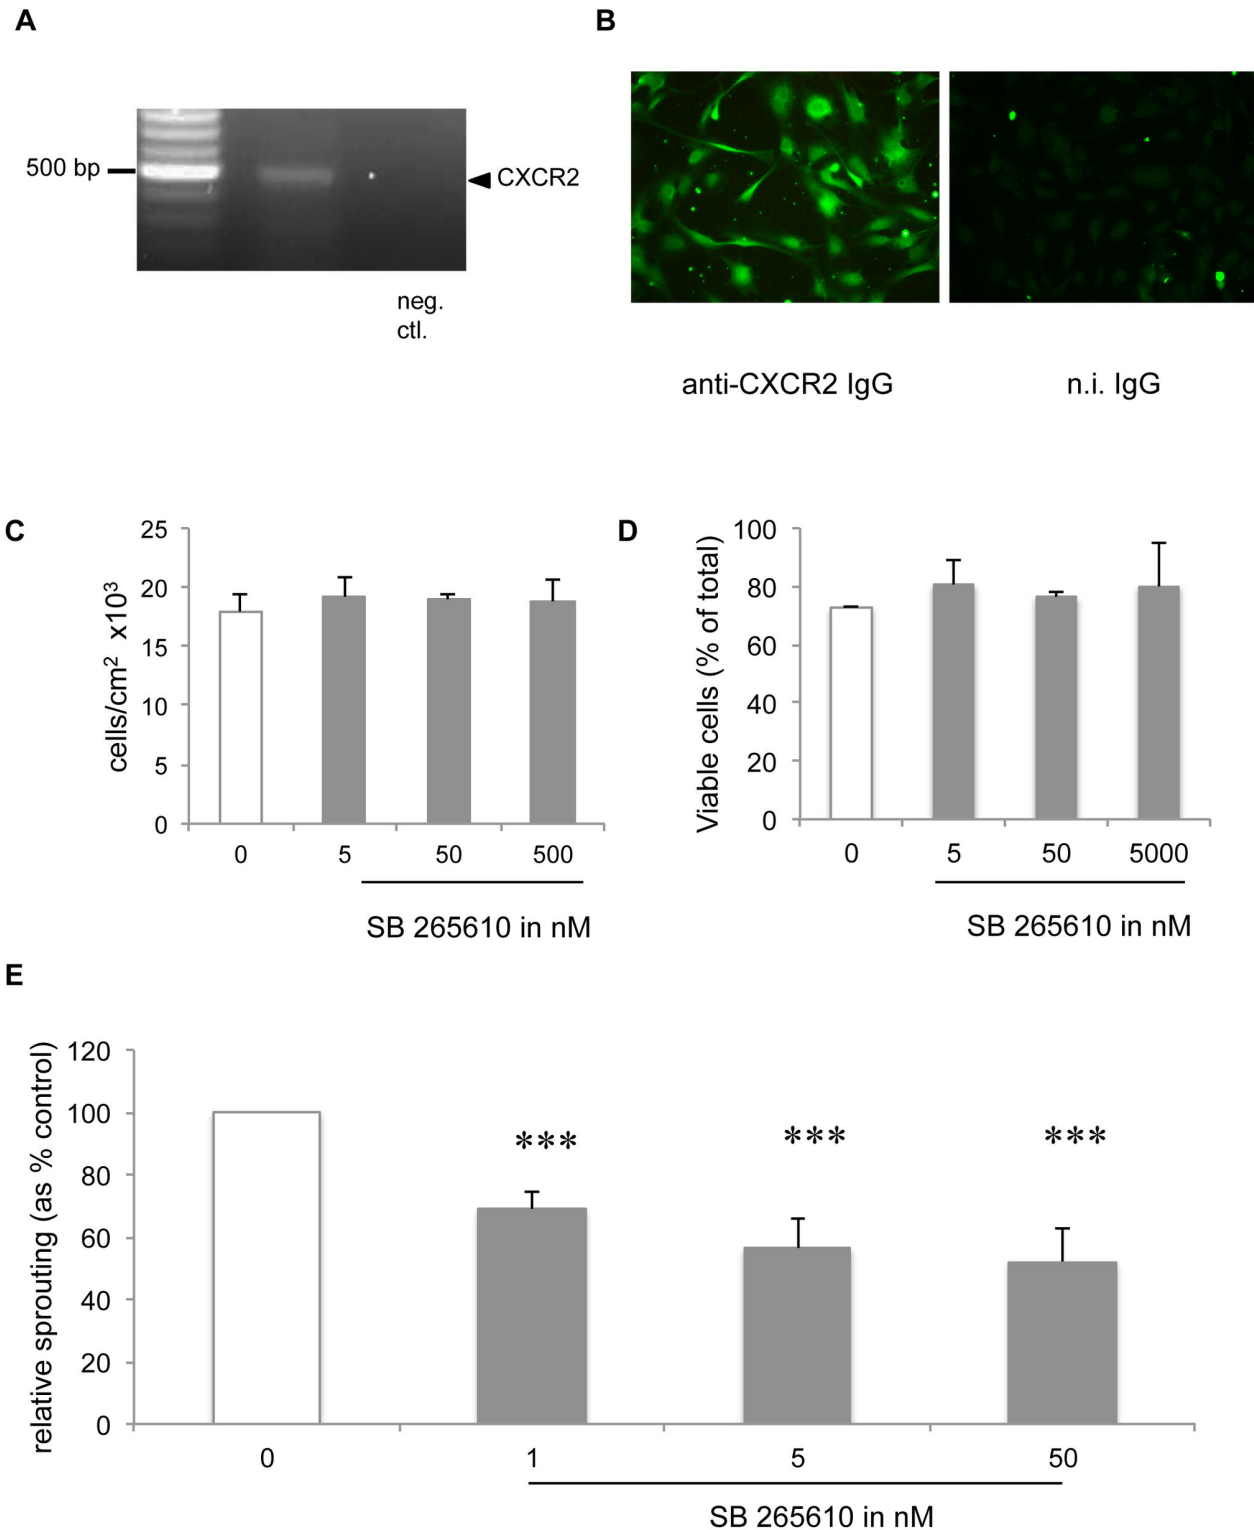 A
500 bp
CXCR2
neg.
ctl.
B
anti-CXCR2 IgG
n.i. IgG
C
cells/cm² x10³
25
20
15
10
5
0
0 5 50 500
SB 265610 in nM
D
Viable cells (% of total)
100
80
60
40
20
0
0 5 50 5000
SB 265610 in nM
E
relative sprouting (as % control)
120
100
80
60
40
20
0
*** *** ***
0 1 5 50
SB 265610 in nM